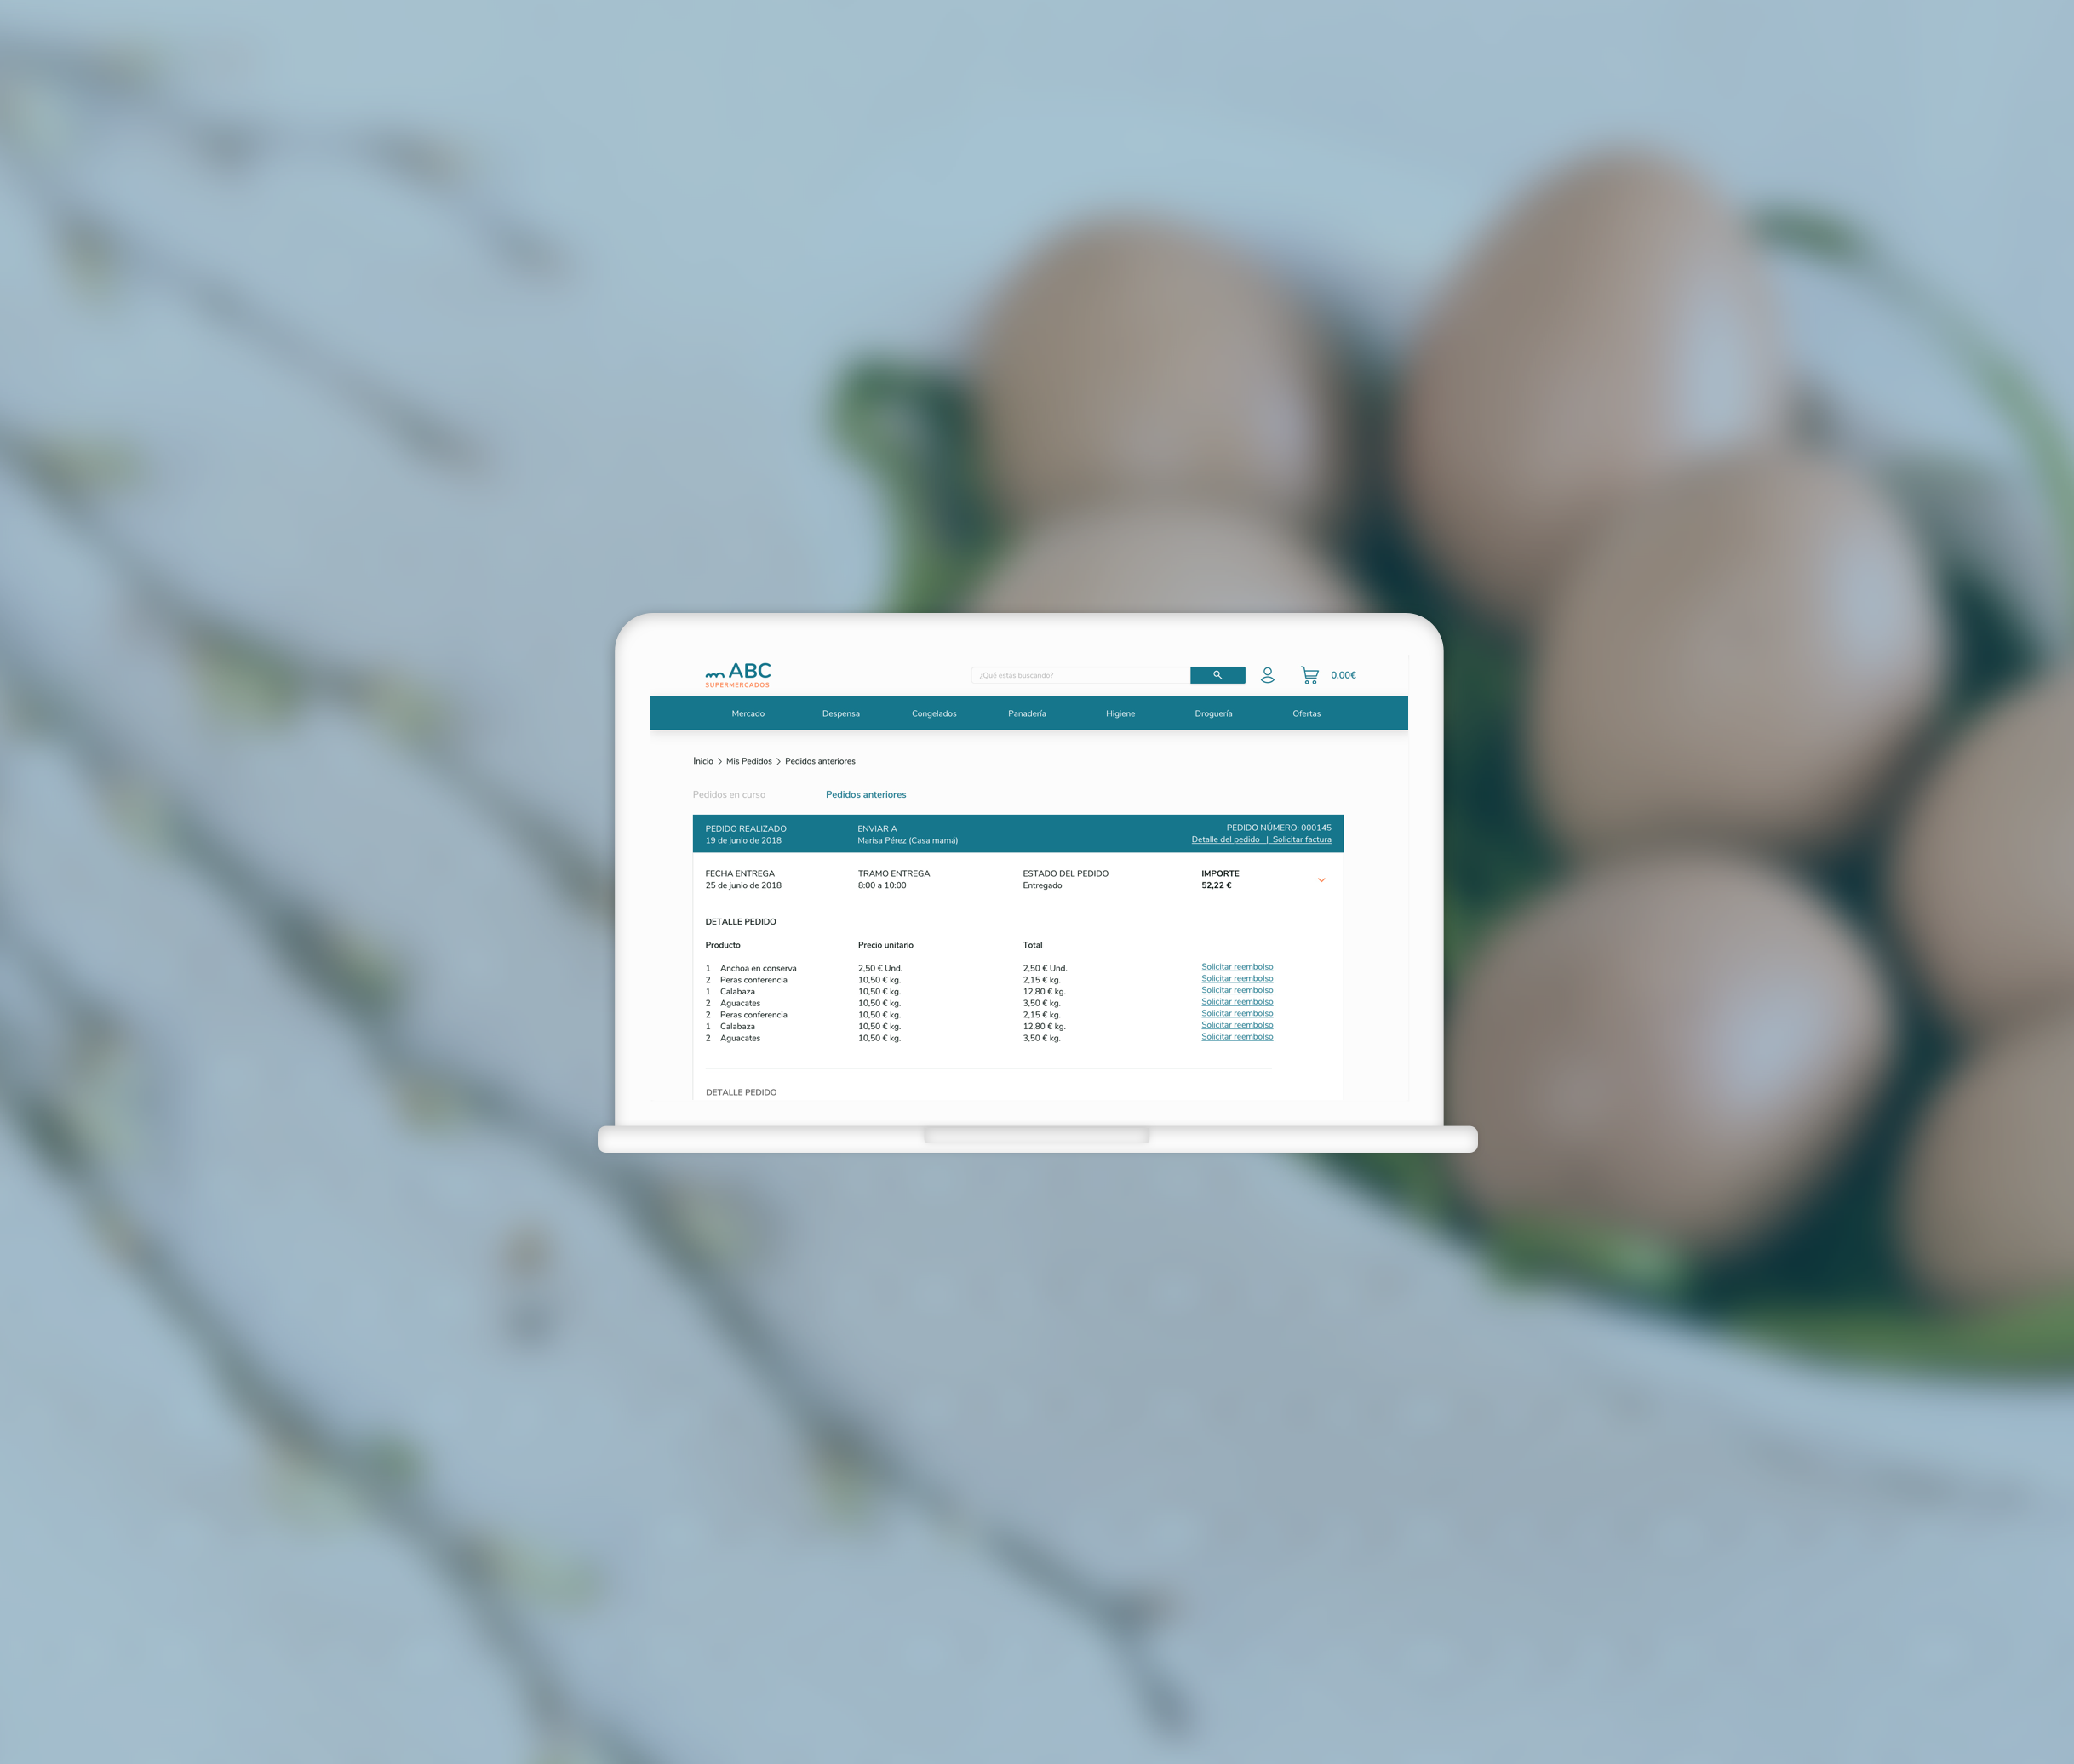 ABC
SUPERMERCADOS
¿Qué estás buscando?
0,00€
Mercado Despensa Congelados Panadería Higiene Droguería Ofertas
Inicio > Mis Pedidos > Pedidos anteriores
Pedidos en curso Pedidos anteriores
PEDIDO REALIZADO ENVIAR A PEDIDO NÚMERO: 000145
19 de junio de 2018 Marisa Pérez (Casa mamá) Detalle del pedido | Solicitar factura
FECHA ENTREGA TRAMO ENTREGA ESTADO DEL PEDIDO IMPORTE
25 de junio de 2018 8:00 a 10:00 Entregado 52,22 €
DETALLE PEDIDO
Producto Precio unitario Total
1 Anchoa en conserva 2,50 € Und. 2,50 € Und. Solicitar reembolso
2 Peras conferencia 10,50 € kg. 2,15 € kg. Solicitar reembolso
1 Calabaza 10,50 € kg. 12,80 € kg. Solicitar reembolso
2 Aguacates 10,50 € kg. 3,50 € kg. Solicitar reembolso
2 Peras conferencia 10,50 € kg. 2,15 € kg. Solicitar reembolso
1 Calabaza 10,50 € kg. 12,80 € kg. Solicitar reembolso
2 Aguacates 10,50 € kg. 3,50 € kg. Solicitar reembolso
DETALLE PEDIDO